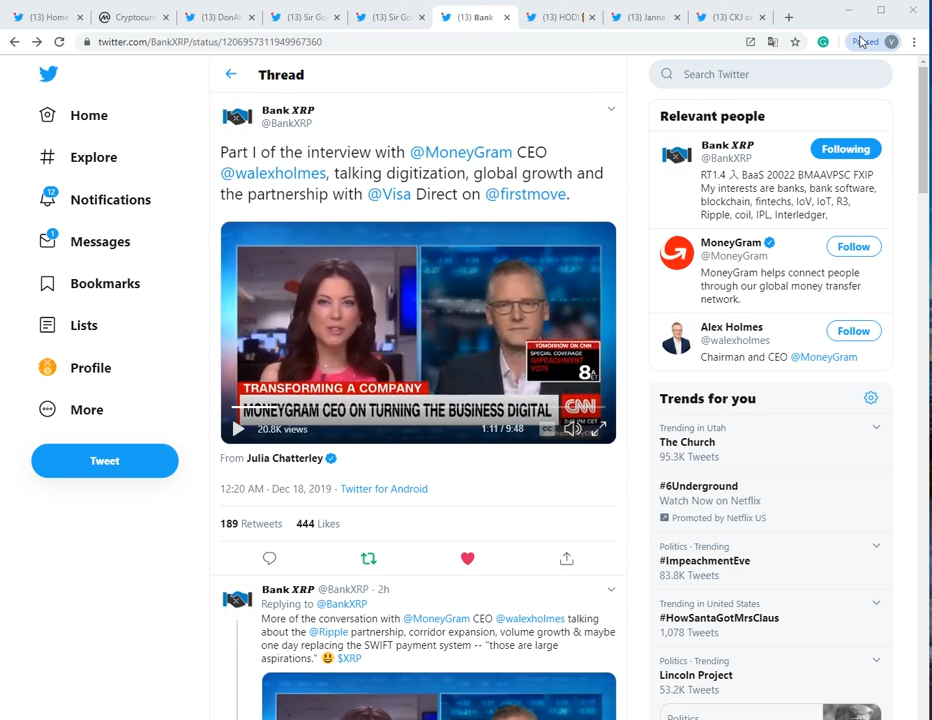 (13) Home
Cryptocurr
(13) DonAl
(13) Sir Go
(13) Sir Go
(13) Bank
(13) HODL
(13) Janna
(13) CKJ
twitter.com/BankXRP/status/1206957311949967360
Paused
V
Home
Explore
12
Notifications
1
Messages
Bookmarks
Lists
Profile
More
Tweet
Thread
Bank XRP
@BankXRP
Part I of the interview with @MoneyGram CEO
@walexholmes, talking digitization, global growth and
the partnership with @Visa Direct on @firstmove.
TOMORROW ON CNN
SPECIAL COVERAGE
IMPEACHMENT
VOTE
8A ET
TRANSFORMING A COMPANY
MONEYGRAM CEO ON TURNING THE BUSINESS DIGITAL
CNN
20.8K views
1:11 / 9:48
CC
From Julia Chatterley
12:20 AM · Dec 18, 2019 · Twitter for Android
189 Retweets 444 Likes
Bank XRP @BankXRP · 2h
Replying to @BankXRP
More of the conversation with @MoneyGram CEO @walexholmes talking
about the @Ripple partnership, corridor expansion, volume growth & maybe
one day replacing the SWIFT payment system -- "those are large
aspirations." 😃 $XRP
Search Twitter
Relevant people
Bank XRP
@BankXRP
Following
RT1.4 入 BaaS 20022 BMAAVPSC FXIP
My interests are banks, bank software,
blockchain, fintechs, IoV, IoT, R3,
Ripple, coil, IPL, Interledger,
MoneyGram
@MoneyGram
Follow
MoneyGram helps connect people
through our global money transfer
network.
Alex Holmes
@walexholmes
Follow
Chairman and CEO @MoneyGram
Trends for you
Trending in Utah
The Church
95.3K Tweets
#6Underground
Watch Now on Netflix
Promoted by Netflix US
Politics · Trending
#ImpeachmentEve
83.8K Tweets
Trending in United States
#HowSantaGotMrsClaus
1,078 Tweets
Politics · Trending
Lincoln Project
53.2K Tweets
Politics